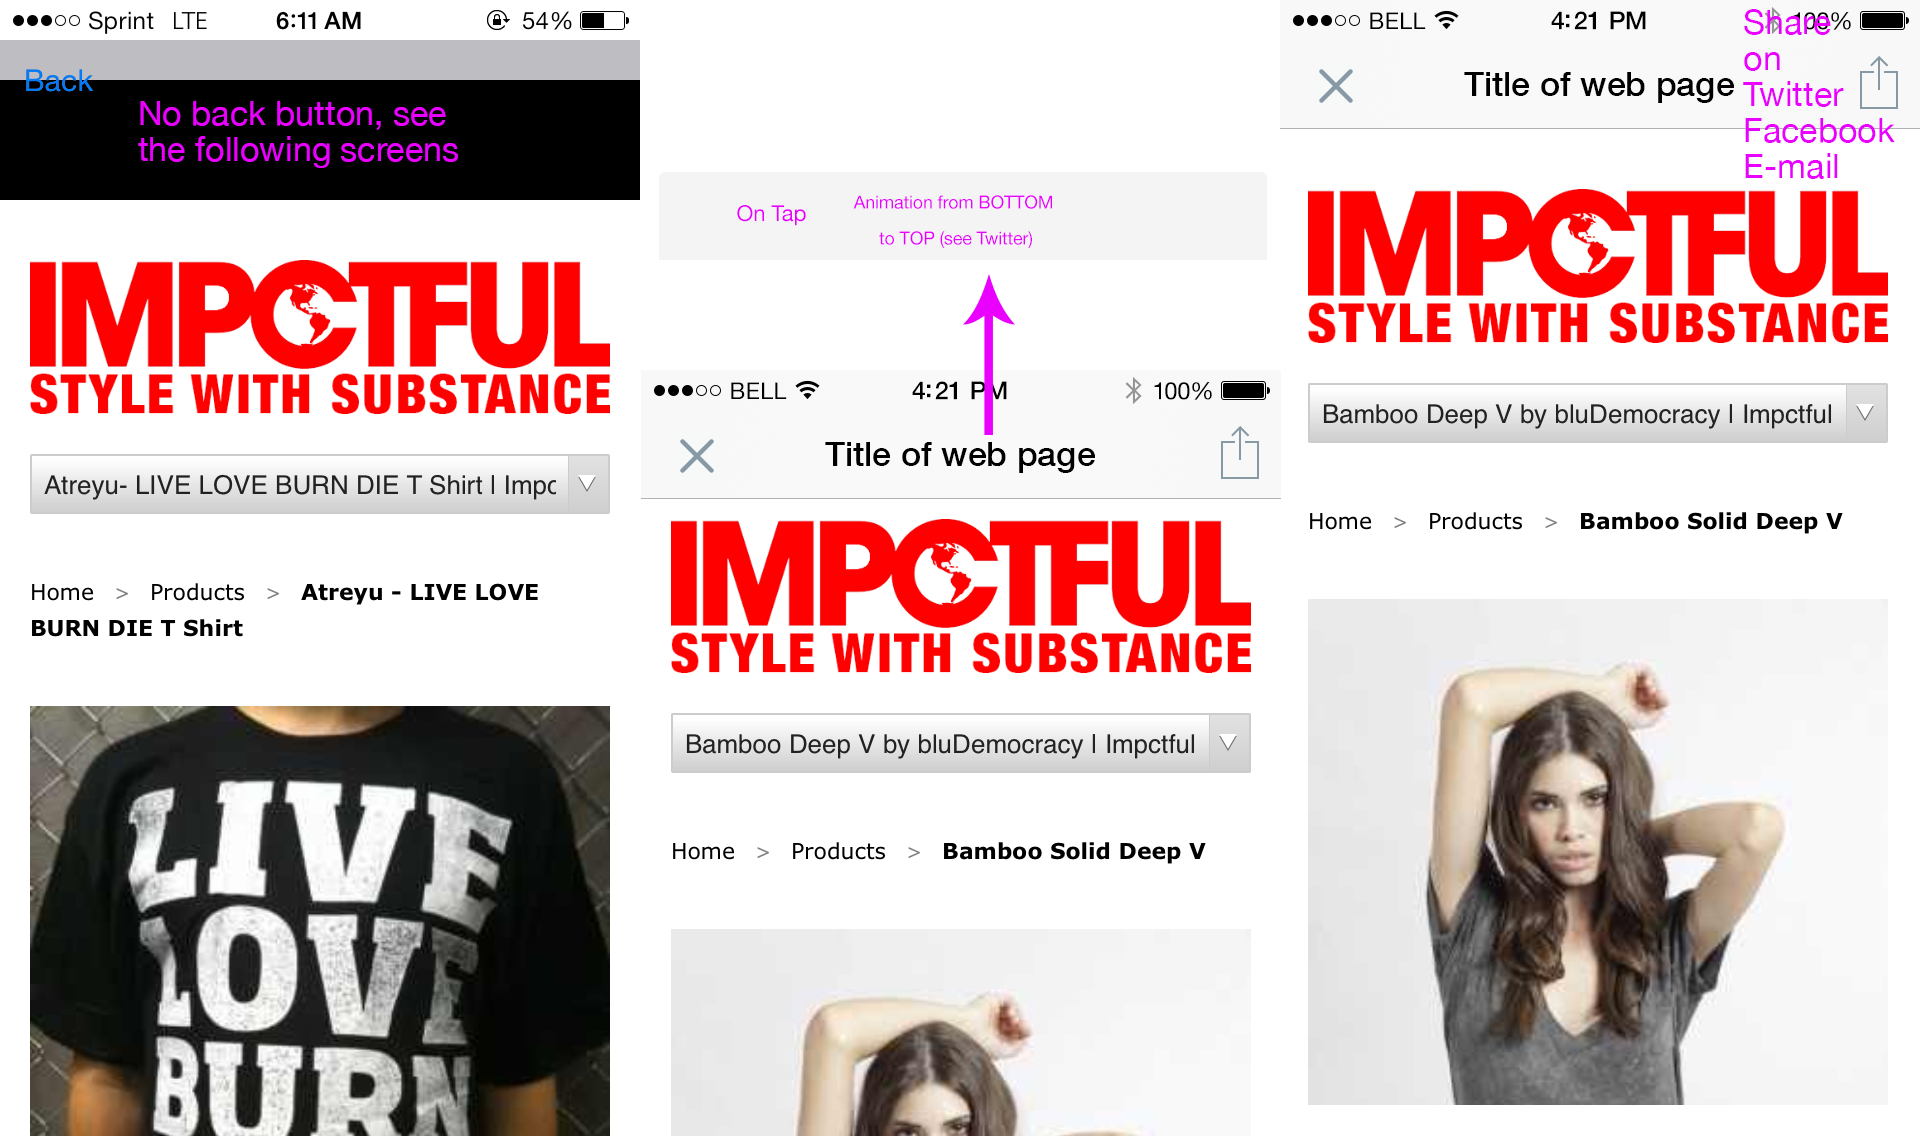 Sprint LTE 6:11 AM 54%
Back
No back button, see
the following screens
IMPCTFUL
STYLE WITH SUBSTANCE
Atreyu- LIVE LOVE BURN DIE T Shirt | Impc
Home > Products > Atreyu - LIVE LOVE
BURN DIE T Shirt
LIVE
LOVE
BURN
On Tap
Animation from BOTTOM
to TOP (see Twitter)
BELL 4:21 PM 100%
Title of web page
IMPCTFUL
STYLE WITH SUBSTANCE
Bamboo Deep V by bluDemocracy | Impctful
Home > Products > Bamboo Solid Deep V
BELL 4:21 PM 100%
Title of web page
Share
on
Twitter
Facebook
E-mail
IMPCTFUL
STYLE WITH SUBSTANCE
Bamboo Deep V by bluDemocracy | Impctful
Home > Products > Bamboo Solid Deep V